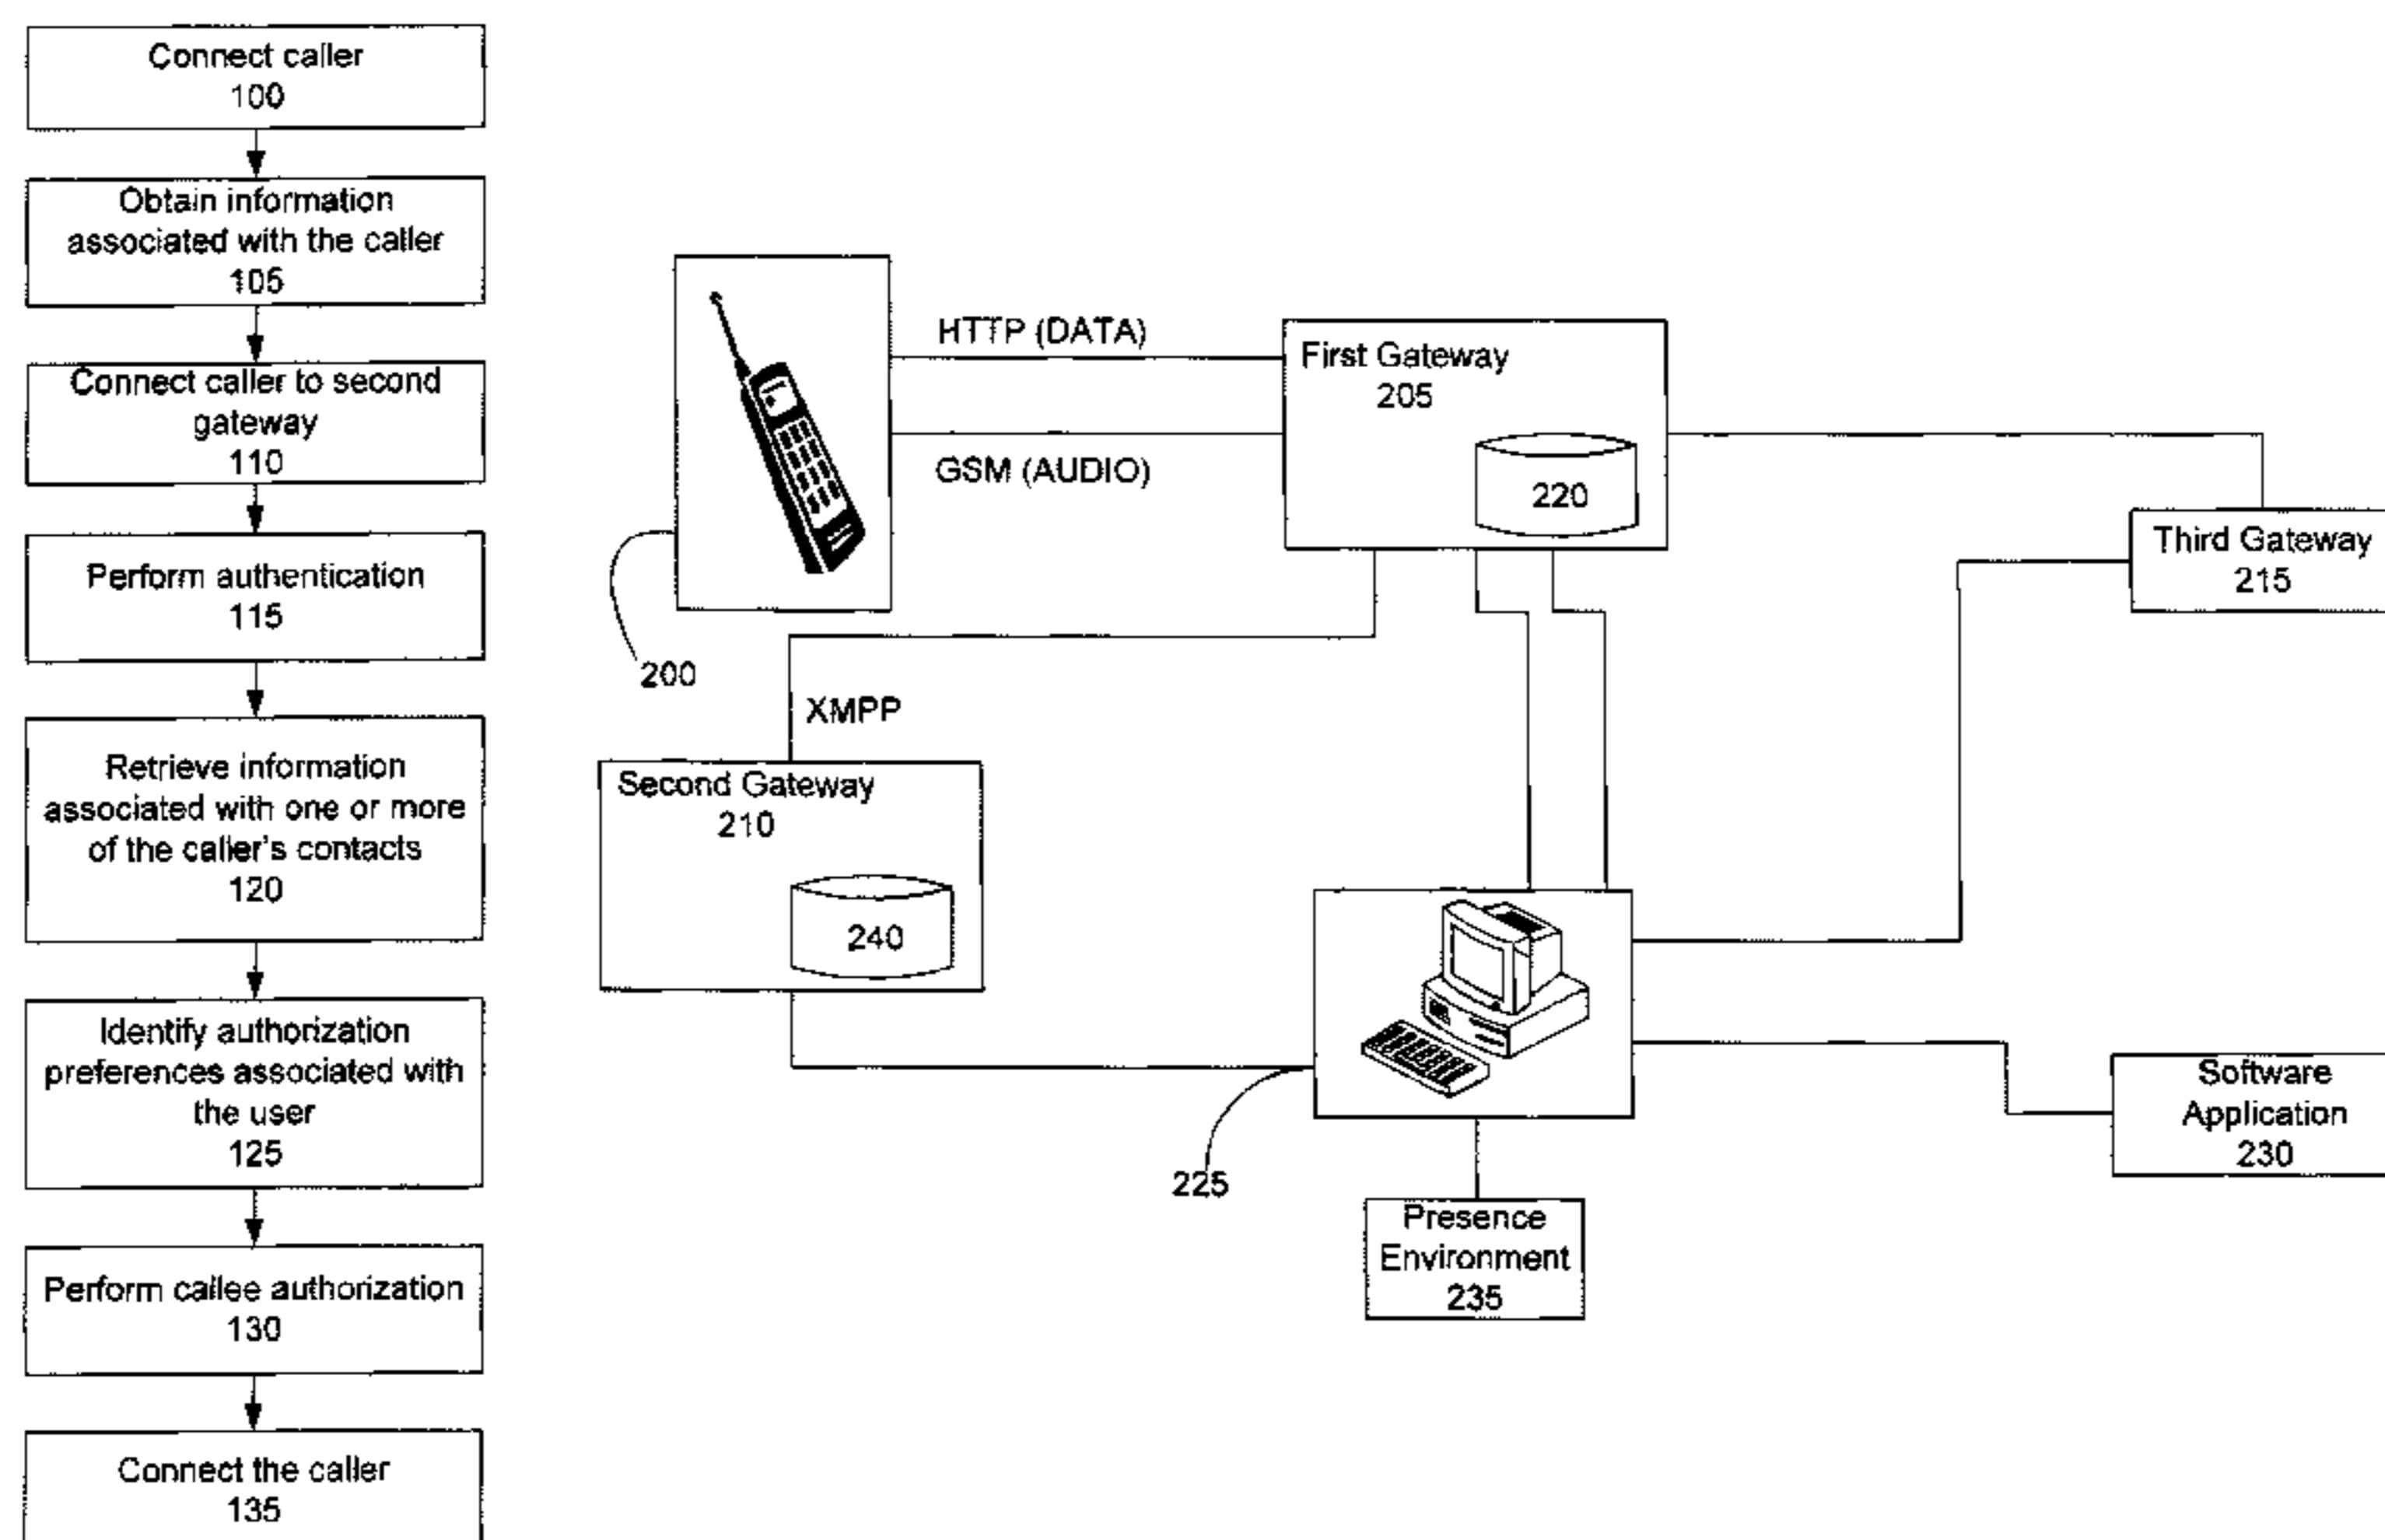 Connect caller
100
Obtain information
associated with the caller
105
Connect caller to second
gateway
110
Perform authentication
115
Retrieve information
associated with one or more
of the caller's contacts
120
Identify authorization
preferences associated with
the user
125
Perform callee authorization
130
Connect the caller
135
HTTP (DATA)
GSM (AUDIO)
200
First Gateway
205
220
Third Gateway
215
XMPP
Second Gateway
210
240
225
Software
Application
230
Presence
Environment
235